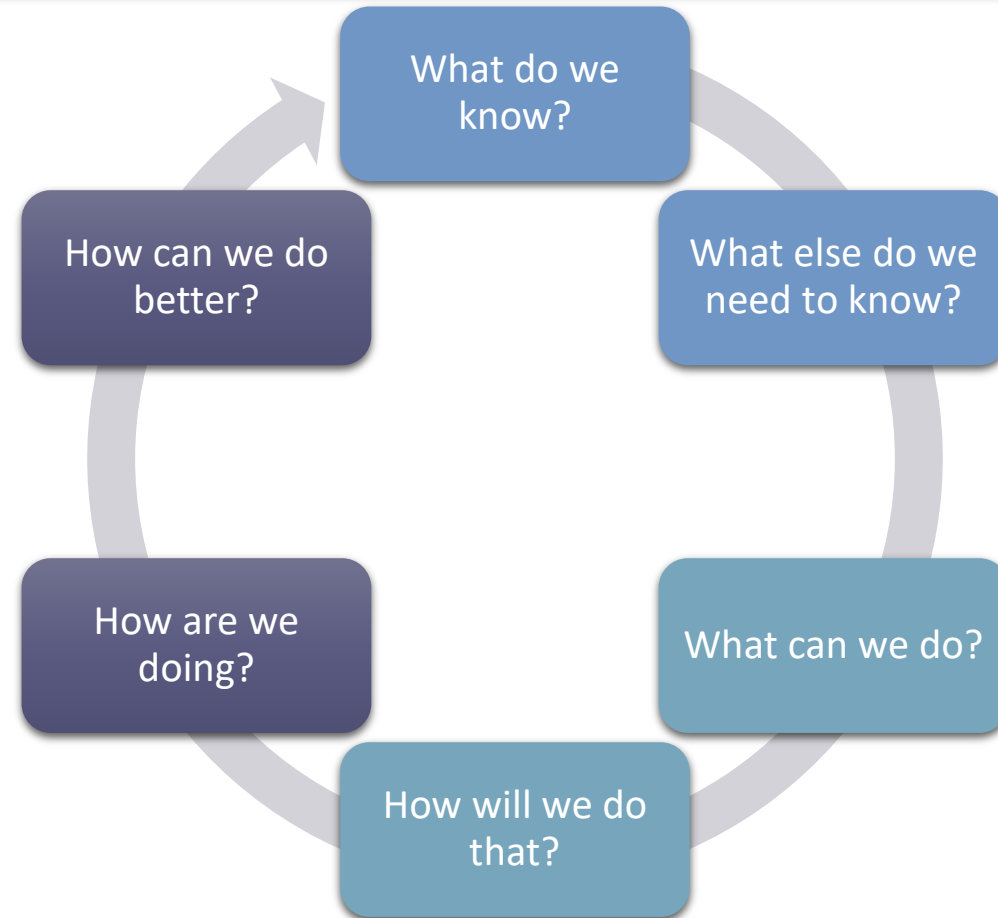 What do we
know?
What else do we
need to know?
What can we do?
How will we do
that?
How are we
doing?
How can we do
better?